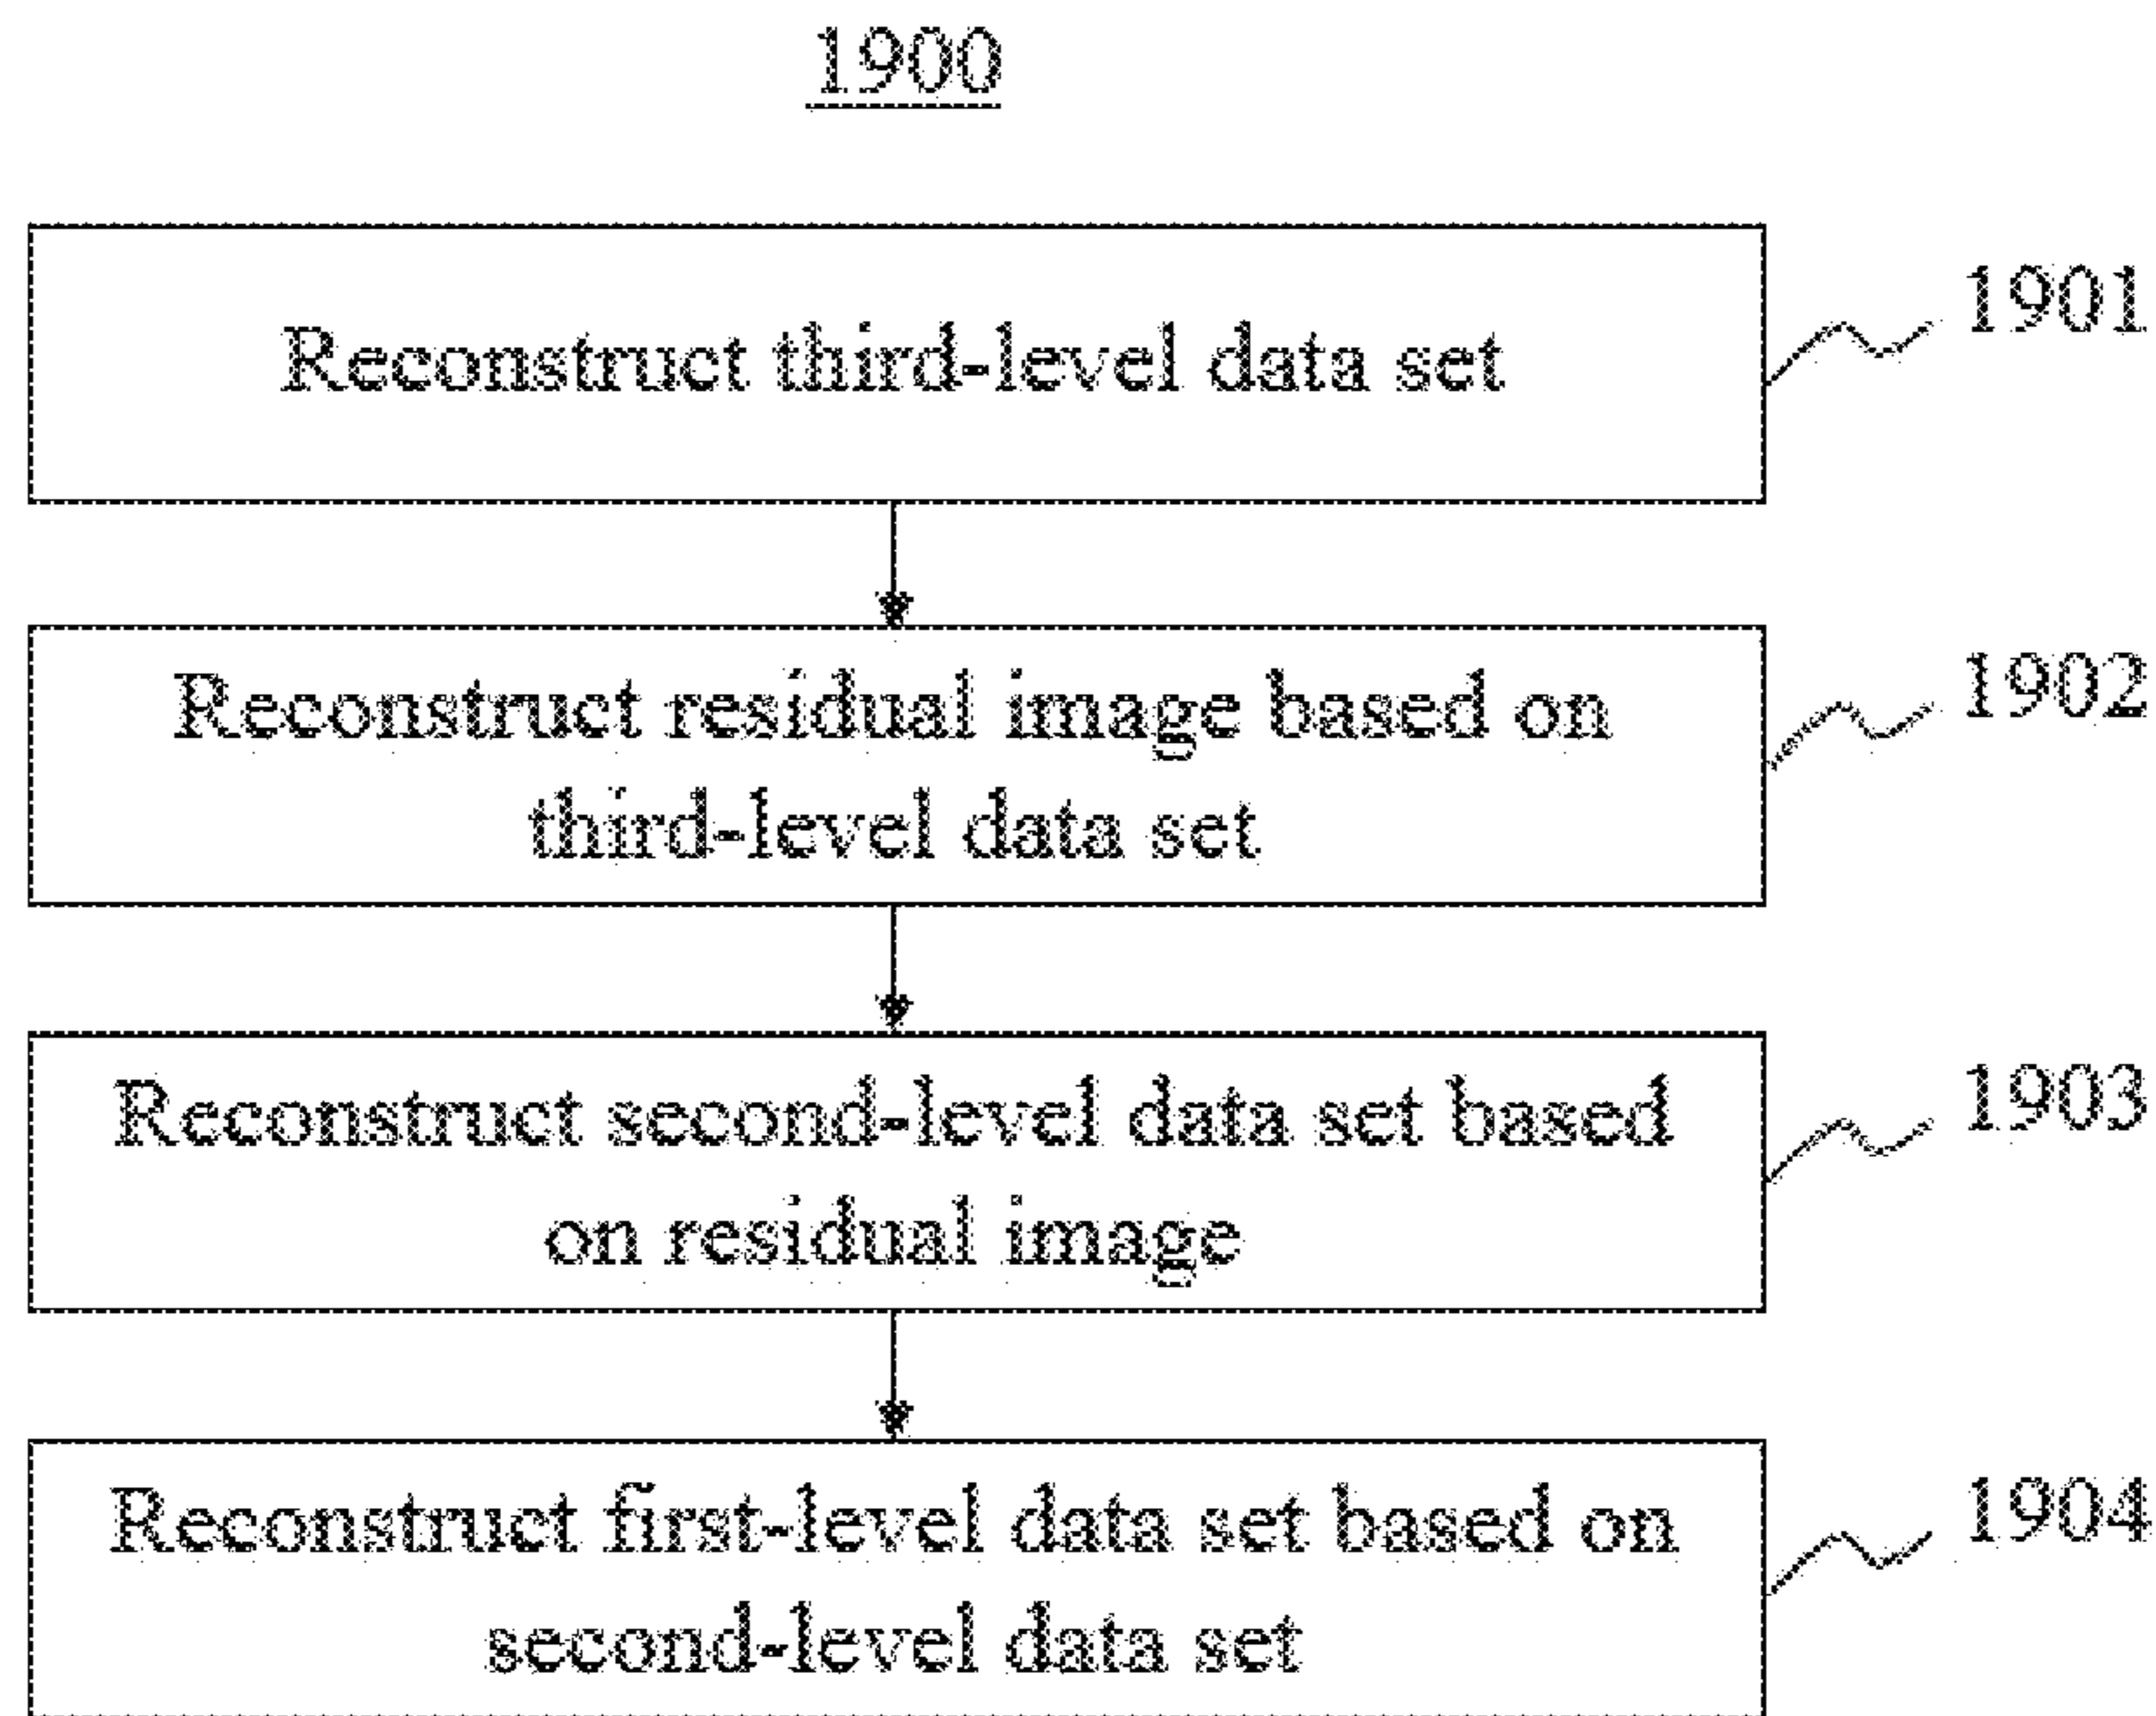 1900
Reconstruct third-level data set
1901
Reconstruct residual image based on
third-level data set
1902
Reconstruct second-level data set based
on residual image
1903
Reconstruct first-level data set based on
second-level data set
1904